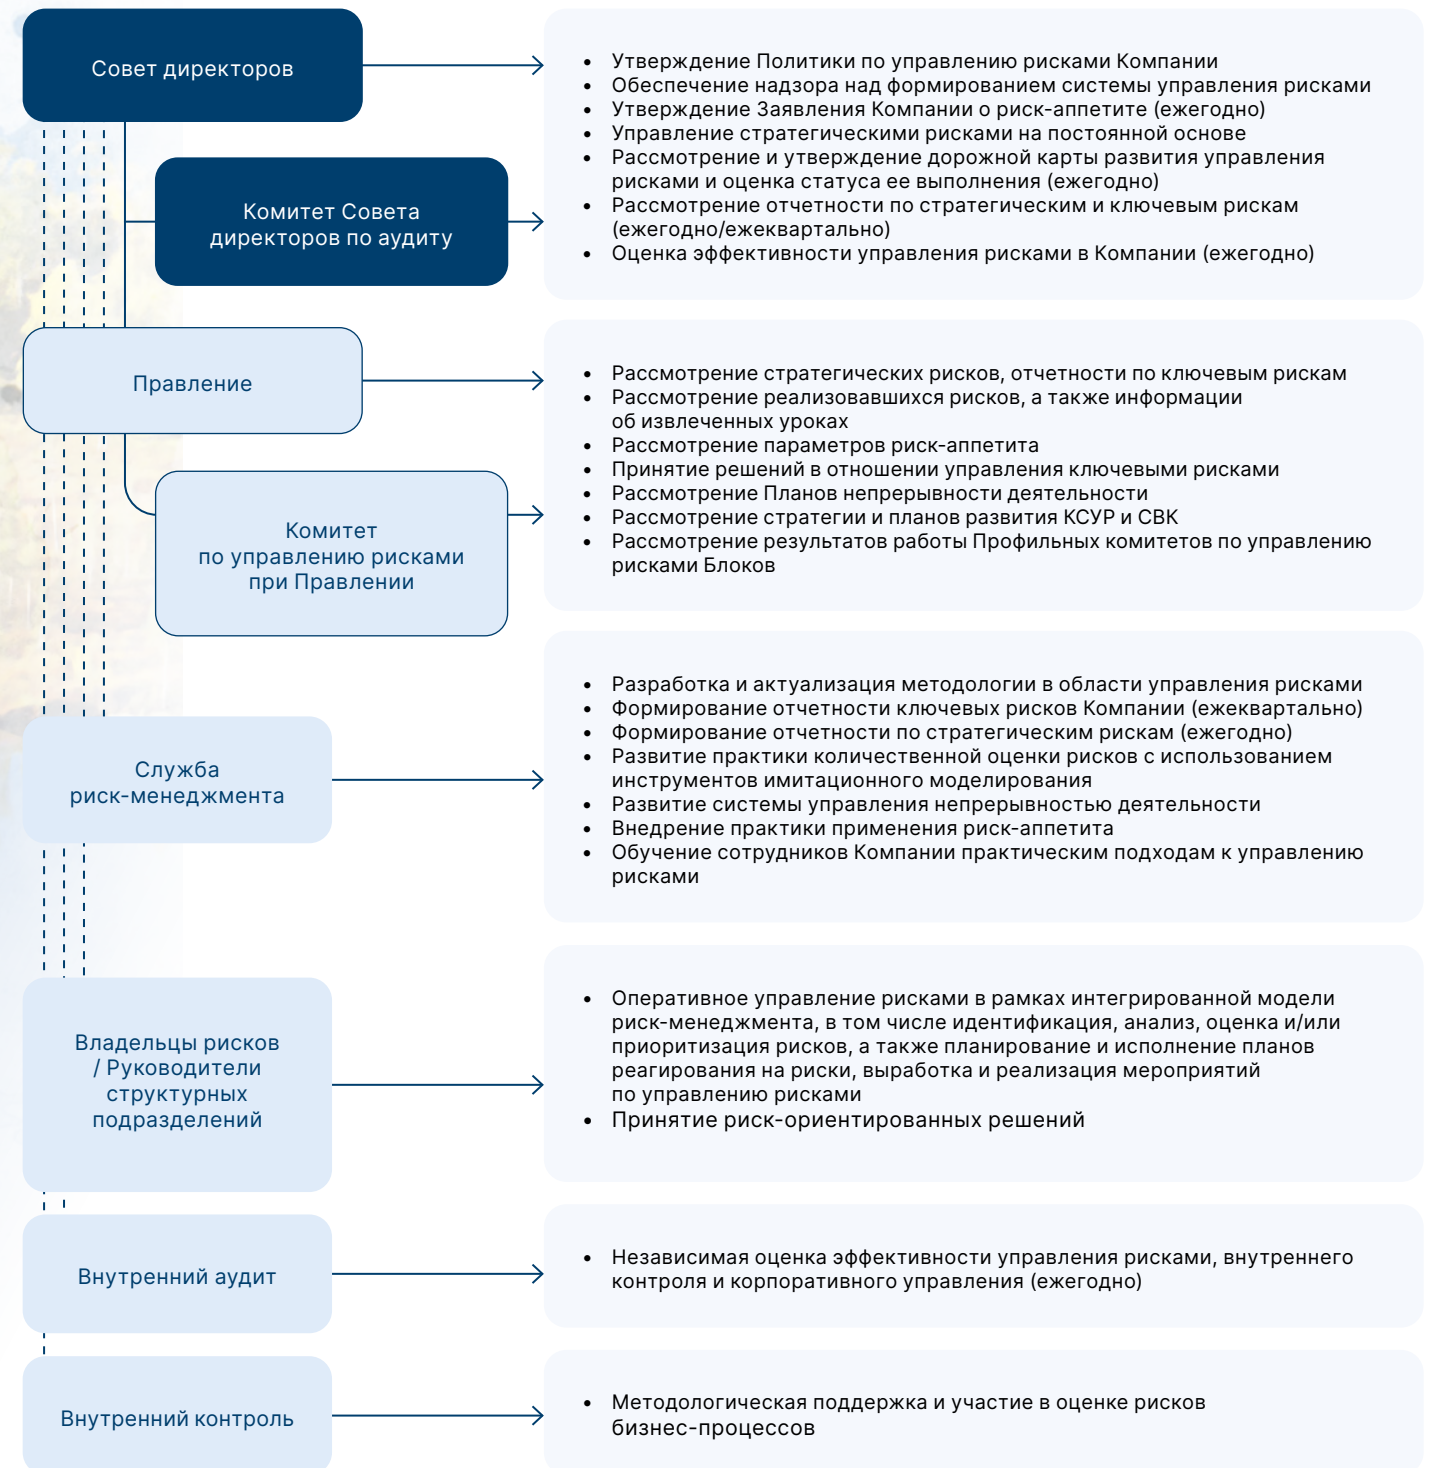 Совет директоров
• Утверждение Политики по управлению рисками Компании
• Обеспечение надзора над формированием системы управления рисками
• Утверждение Заявления Компании о риск-аппетите (ежегодно)
• Управление стратегическими рисками на постоянной основе
• Рассмотрение и утверждение дорожной карты развития управления
рисками и оценка статуса ее выполнения (ежегодно)
• Рассмотрение отчетности по стратегическим и ключевым рискам
(ежегодно/ежеквартально)
• Оценка эффективности управления рисками в Компании (ежегодно)
Комитет Совета
директоров по аудиту
Правление
• Рассмотрение стратегических рисков, отчетности по ключевым рискам
• Рассмотрение реализовавшихся рисков, а также информации
об извлеченных уроках
• Рассмотрение параметров риск-аппетита
• Принятие решений в отношении управления ключевыми рисками
• Рассмотрение Планов непрерывности деятельности
• Рассмотрение стратегии и планов развития КСУР и СВК
• Рассмотрение результатов работы Профильных комитетов по управлению
рисками Блоков
Комитет
по управлению рисками
при Правлении
Служба
риск-менеджмента
• Разработка и актуализация методологии в области управления рисками
• Формирование отчетности ключевых рисков Компании (ежеквартально)
• Формирование отчетности по стратегическим рискам (ежегодно)
• Развитие практики количественной оценки рисков с использованием
инструментов имитационного моделирования
• Развитие системы управления непрерывностью деятельности
• Внедрение практики применения риск-аппетита
• Обучение сотрудников Компании практическим подходам к управлению
рисками
Владельцы рисков
/ Руководители
структурных
подразделений
• Оперативное управление рисками в рамках интегрированной модели
риск-менеджмента, в том числе идентификация, анализ, оценка и/или
приоритизация рисков, а также планирование и исполнение планов
реагирования на риски, выработка и реализация мероприятий
по управлению рисками
• Принятие риск-ориентированных решений
Внутренний аудит
• Независимая оценка эффективности управления рисками, внутреннего
контроля и корпоративного управления (ежегодно)
Внутренний контроль
• Методологическая поддержка и участие в оценке рисков
бизнес-процессов